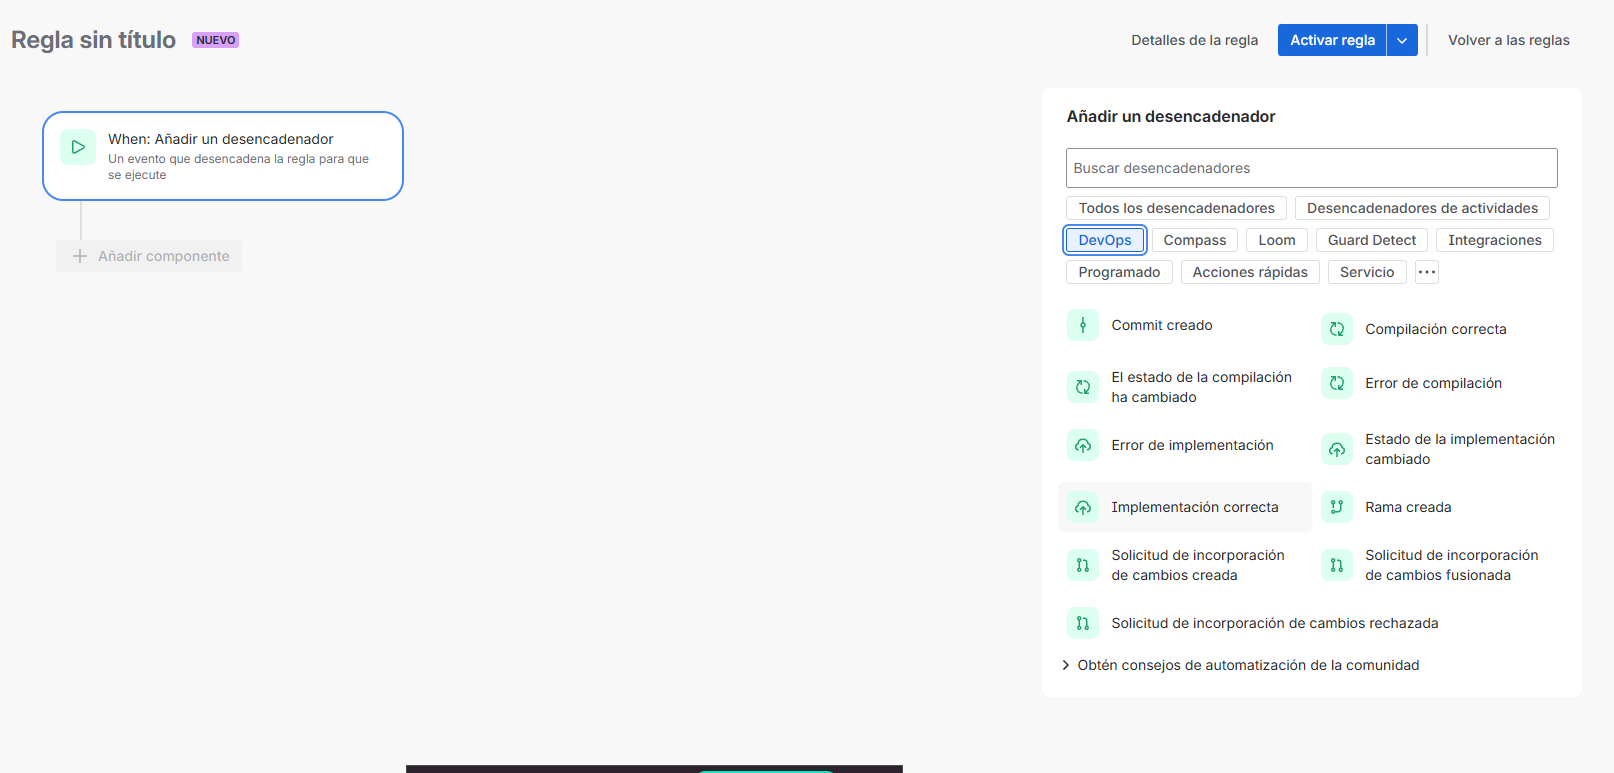 Regla sin título NUEVO
Detalles de la regla
Activar regla
Volver a las reglas
When: Añadir un desencadenador
Un evento que desencadena la regla para que
se ejecute
Añadir componente
Añadir un desencadenador
Buscar desencadenadores
Todos los desencadenadores
Desencadenadores de actividades
DevOps
Compass
Loom
Guard Detect
Integraciones
Programado
Acciones rápidas
Servicio
Commit creado
Compilación correcta
El estado de la compilación
ha cambiado
Error de compilación
Error de implementación
Estado de la implementación
cambiado
Implementación correcta
Rama creada
Solicitud de incorporación
de cambios creada
Solicitud de incorporación
de cambios fusionada
Solicitud de incorporación de cambios rechazada
Obtén consejos de automatización de la comunidad